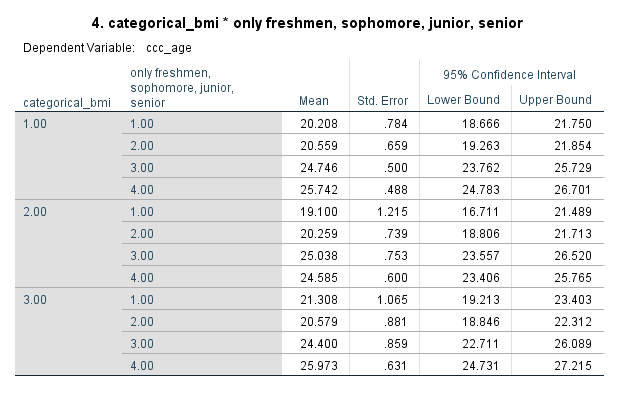 4. categorical_bmi * only freshmen, sophomore, junior, senior
Dependent Variable: ccc_age
categorical_bmi only freshmen, sophomore, junior, senior Mean Std. Error 95% Confidence Interval Lower Bound Upper Bound
1.00 1.00 20.208 .784 18.666 21.750
2.00 20.559 .659 19.263 21.854
3.00 24.746 .500 23.762 25.729
4.00 25.742 .488 24.783 26.701
2.00 1.00 19.100 1.215 16.711 21.489
2.00 20.259 .739 18.806 21.713
3.00 25.038 .753 23.557 26.520
4.00 24.585 .600 23.406 25.765
3.00 1.00 21.308 1.065 19.213 23.403
2.00 20.579 .881 18.846 22.312
3.00 24.400 .859 22.711 26.089
4.00 25.973 .631 24.731 27.215